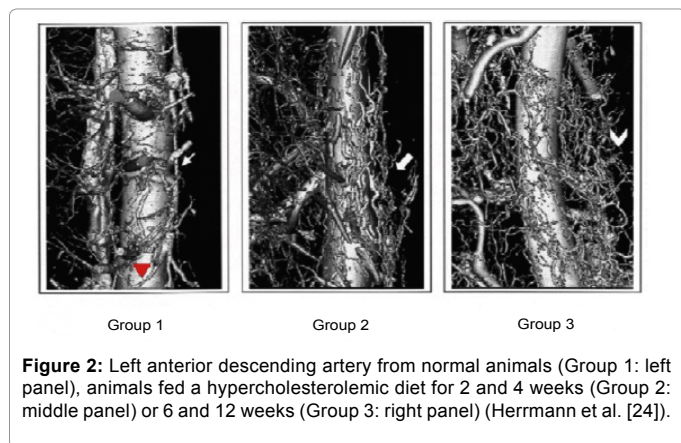 Group 1
Group 2
Group 3
Figure 2: Left anterior descending artery from normal animals (Group 1: left
panel), animals fed a hypercholesterolemic diet for 2 and 4 weeks (Group 2:
middle panel) or 6 and 12 weeks (Group 3: right panel) (Herrmann et al. [24]).